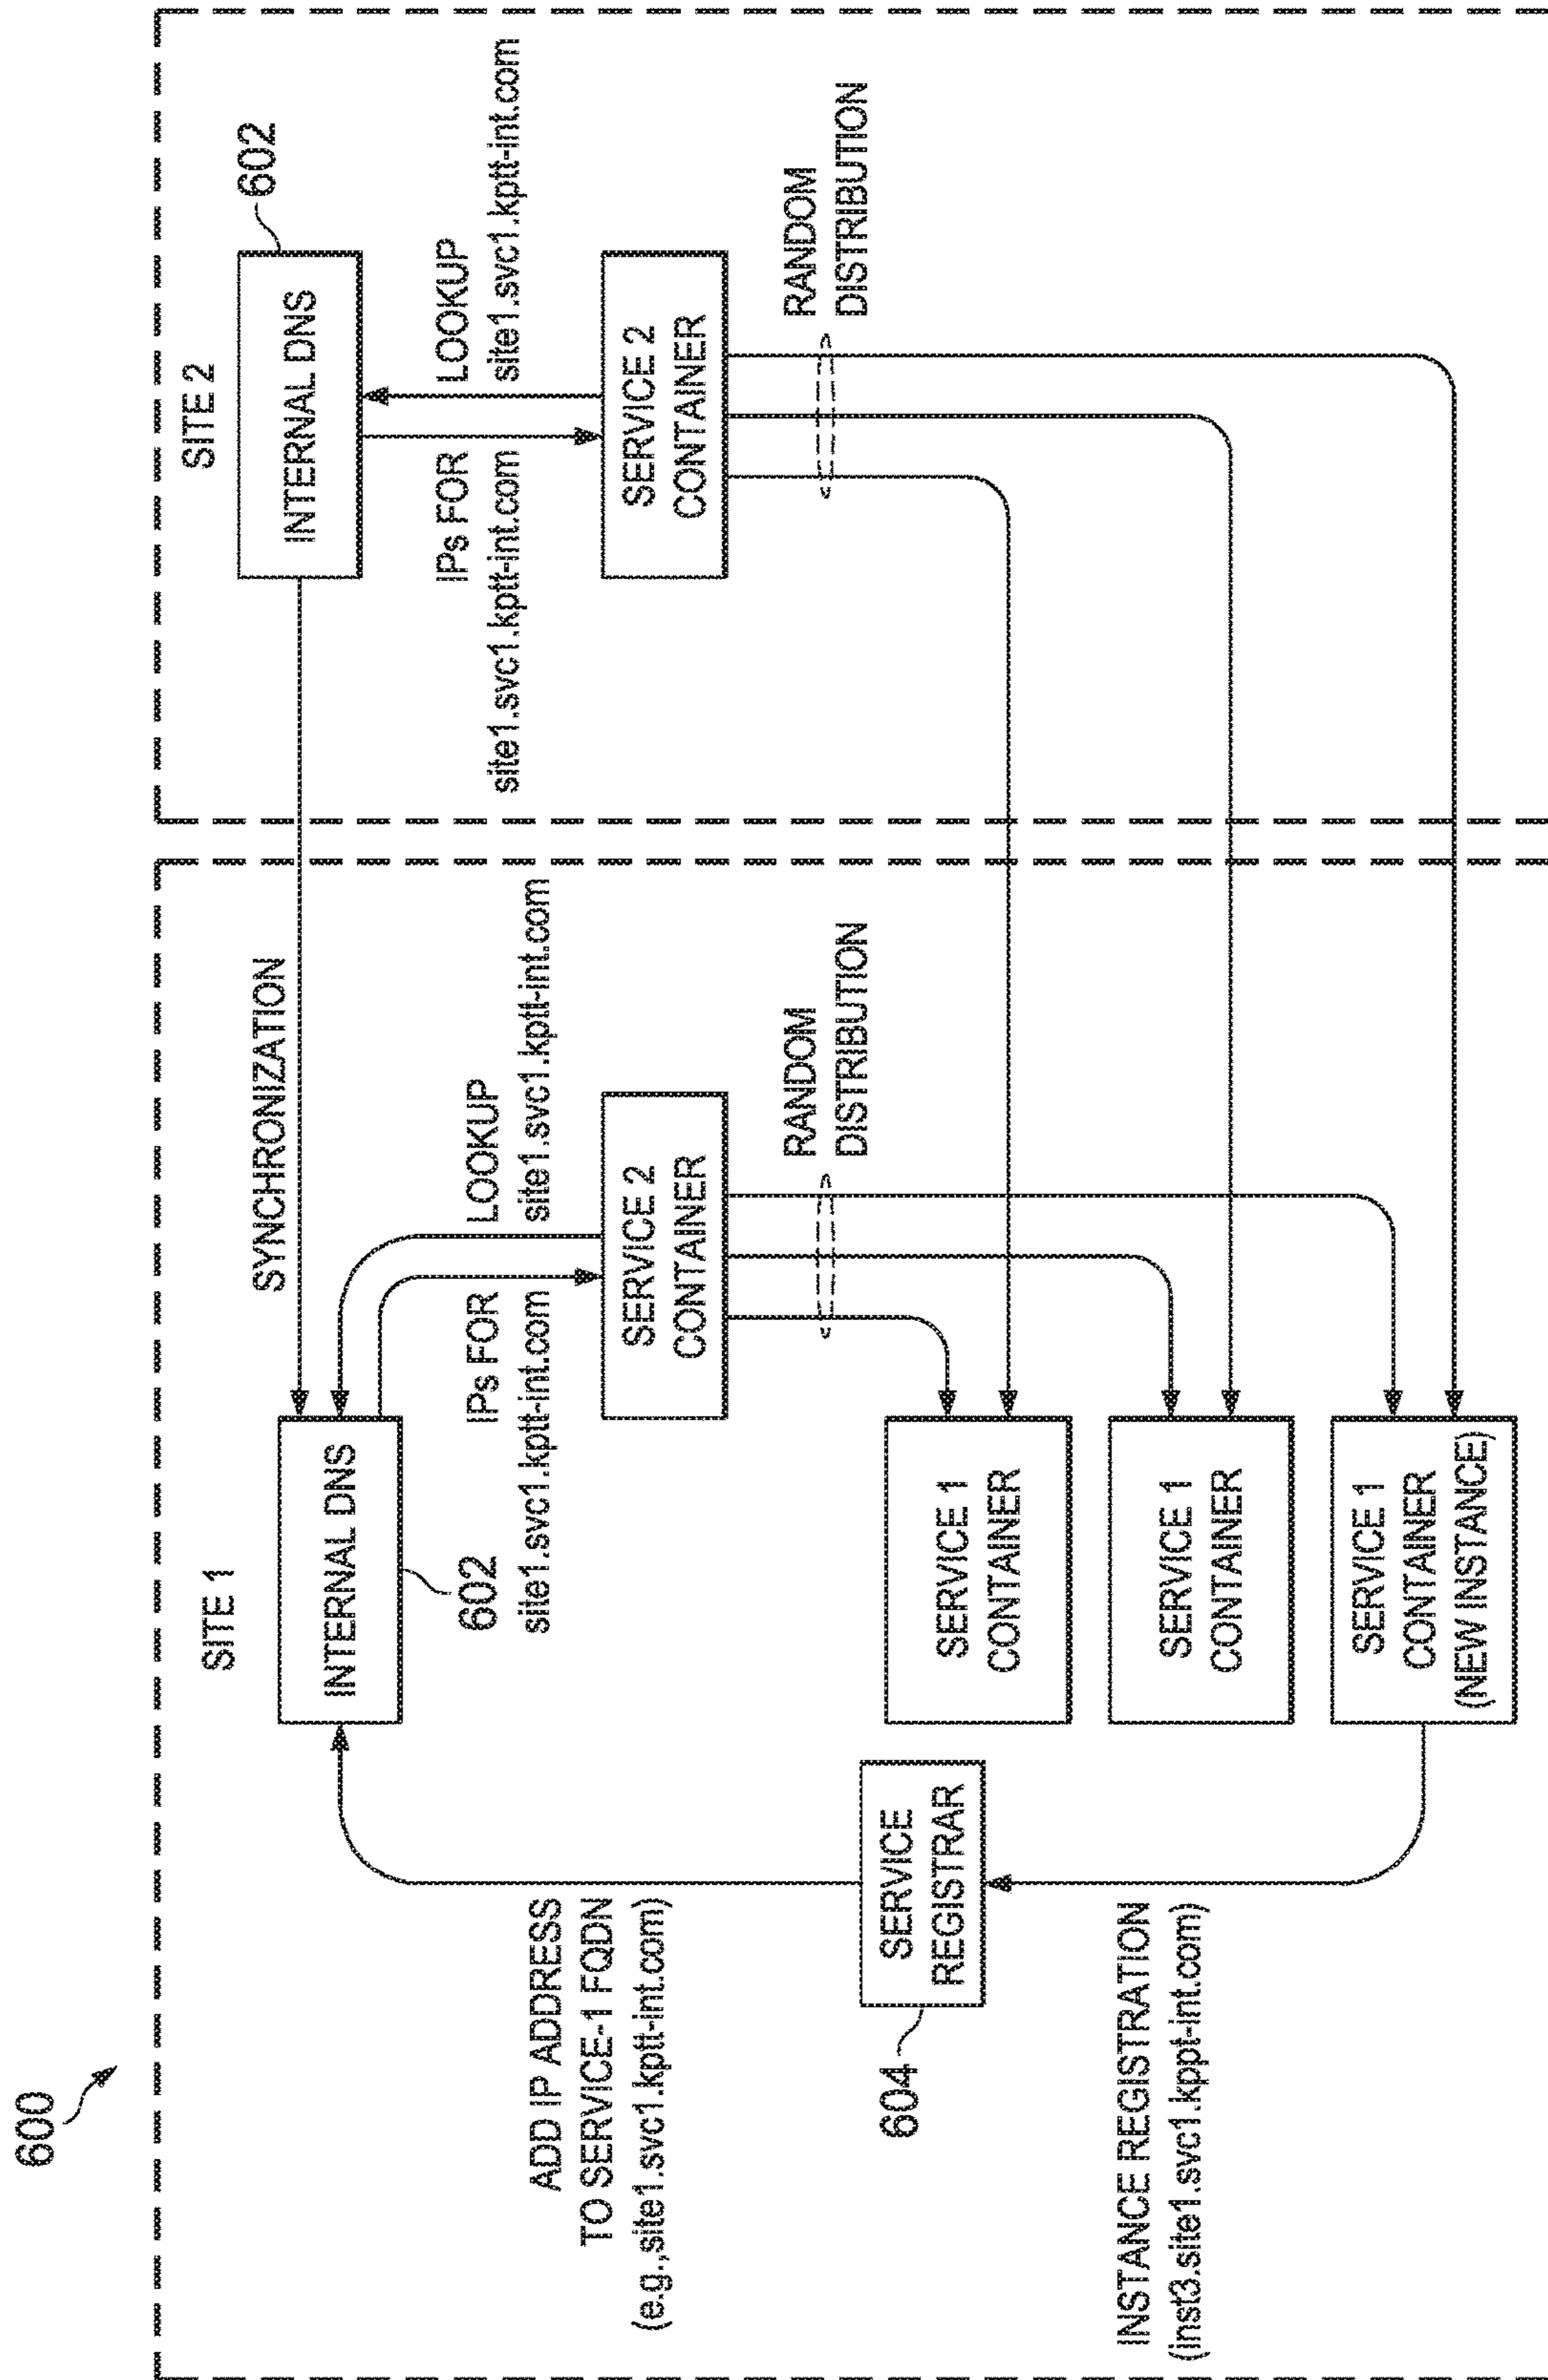 600
SITE 1
SITE 2
SYNCHRONIZATION
INTERNAL DNS
602
INTERNAL DNS
602
ADD IP ADDRESS
TO SERVICE-1 FQDN
(e.g.,site1.svc1.kptt-int.com)
IPs FOR
site1.svc1.kptt-int.com
LOOKUP
site1.svc1.kptt-int.com
IPs FOR
site1.svc1.kptt-int.com
LOOKUP
site1.svc1.kptt-int.com
SERVICE 2
CONTAINER
SERVICE 2
CONTAINER
RANDOM
DISTRIBUTION
RANDOM
DISTRIBUTION
604
SERVICE
REGISTRAR
SERVICE 1
CONTAINER
SERVICE 1
CONTAINER
SERVICE 1
CONTAINER
(NEW INSTANCE)
INSTANCE REGISTRATION
(inst3.site1.svc1.kppt-int.com)